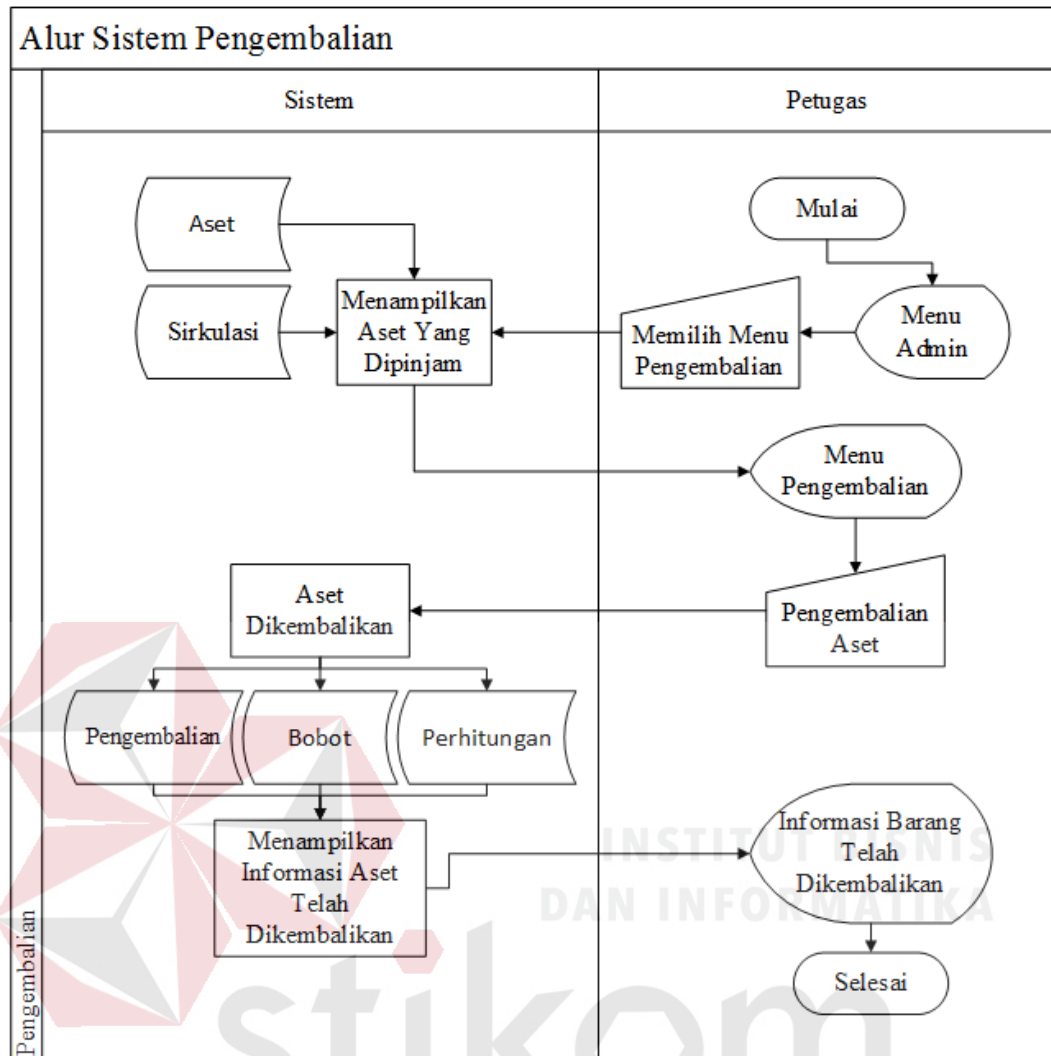 Alur Sistem Pengembalian
Sistem
Petugas
Aset
Mulai
Sirkulasi
Menampilkan
Aset Yang
Dipinjam
Memilih Menu
Pengembalian
Menu
Admin
Menu
Pengembalian
Aset
Dikembalikan
Pengembalian
Aset
Pengembalian
Bobot
Perhitungan
Menampilkan
Informasi Aset
Telah
Dikembalikan
Informasi Barang
Telah
Dikembalikan
Selesai
Pengembalian
INSTITUT BISNIS
DAN INFORMATIKA
stikom